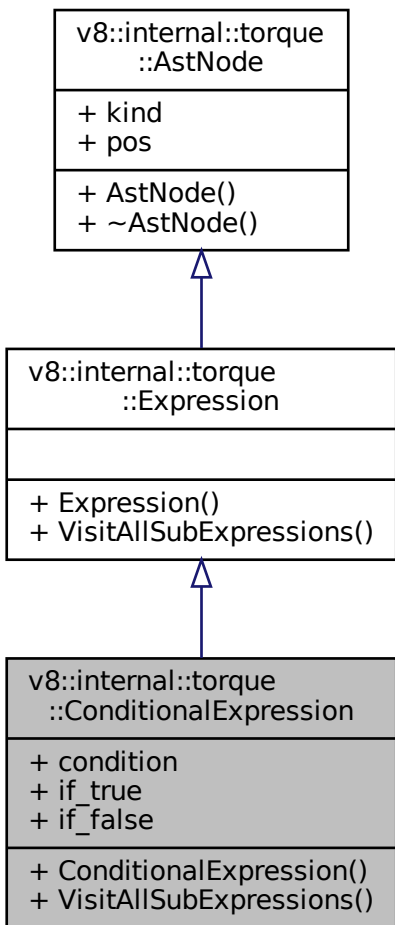 v8::internal::torque
::AstNode
+ kind
+ pos
+ AstNode()
+ ~AstNode()
v8::internal::torque
::Expression
+ Expression()
+ VisitAllSubExpressions()
v8::internal::torque
::ConditionalExpression
+ condition
+ if_true
+ if_false
+ ConditionalExpression()
+ VisitAllSubExpressions()